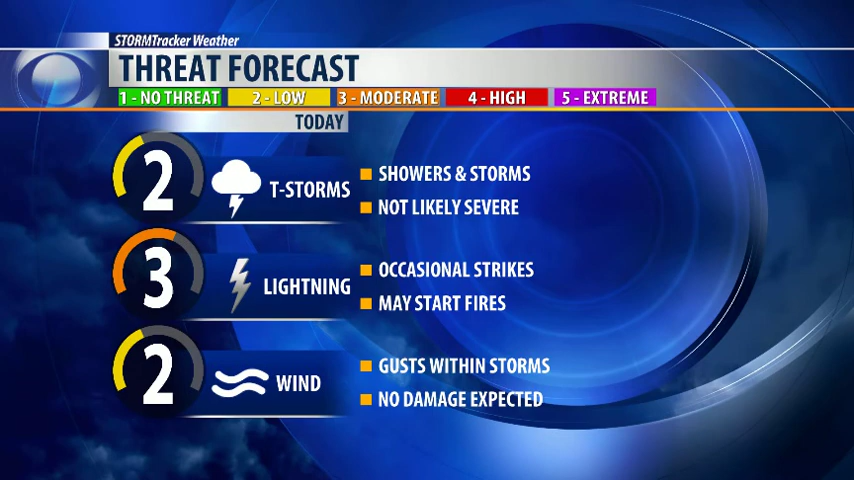 STORMTracker Weather
THREAT FORECAST
1 - NO THREAT 2 - LOW 3 - MODERATE 4 - HIGH 5 - EXTREME
TODAY
2 T-STORMS
SHOWERS & STORMS
NOT LIKELY SEVERE
3 LIGHTNING
OCCASIONAL STRIKES
MAY START FIRES
2 WIND
GUSTS WITHIN STORMS
NO DAMAGE EXPECTED